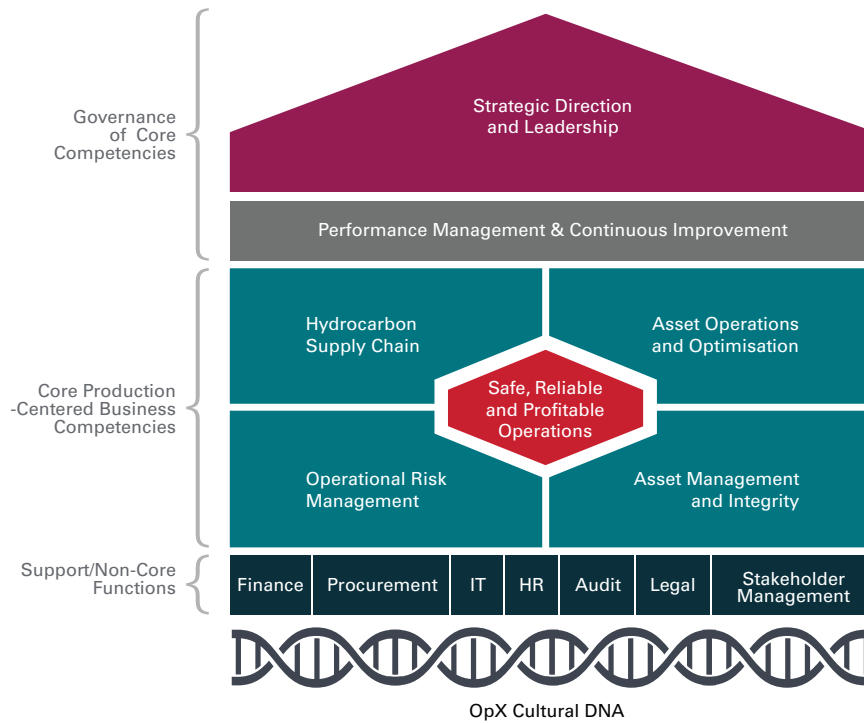 Governance
of Core
Competencies
Strategic Direction
and Leadership
Performance Management & Continuous Improvement
Core Production
-Centered Business
Competencies
Hydrocarbon
Supply Chain
Asset Operations
and Optimisation
Safe, Reliable
and Profitable
Operations
Operational Risk
Management
Asset Management
and Integrity
Support/Non-Core
Functions
Finance
Procurement
IT
HR
Audit
Legal
Stakeholder
Management
OpX Cultural DNA